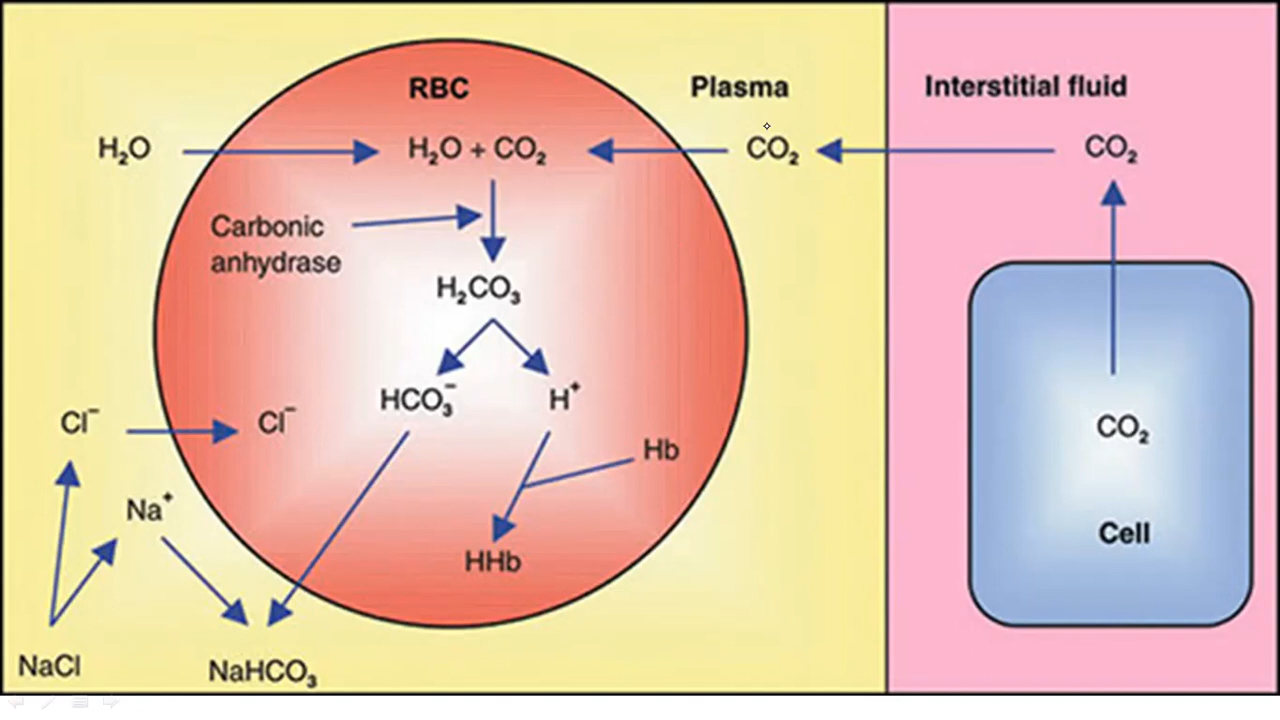 RBC
Plasma
Interstitial fluid
H₂O
H₂O + CO₂
CO₂
CO₂
Carbonic
anhydrase
H₂CO₃
HCO₃⁻
H⁺
Cl⁻
Cl⁻
Hb
CO₂
Na⁺
Cell
HHb
NaCl
NaHCO₃